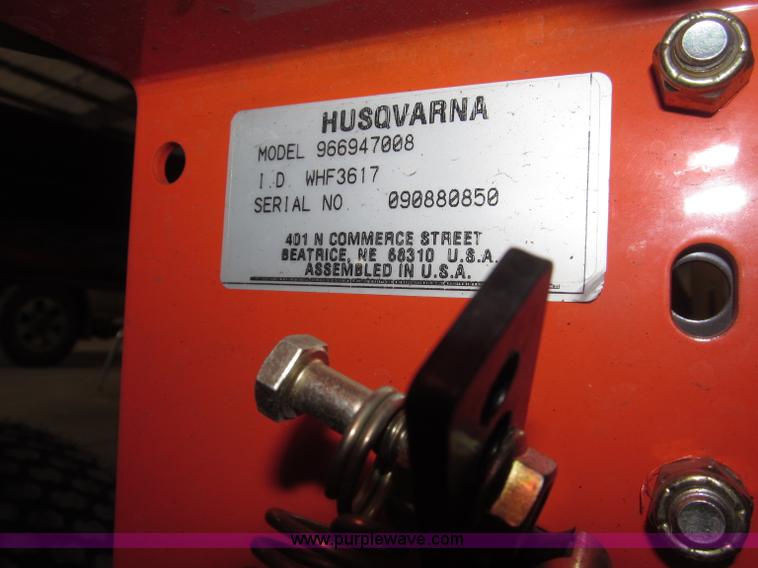 HUSQVARNA
MODEL 966947008
I.D. WHF3617
SERIAL NO. 090880850
401 N COMMERCE STREET
BEATRICE, NE 68310 U.S.A.
ASSEMBLED IN U.S.A.
www.purplewave.com